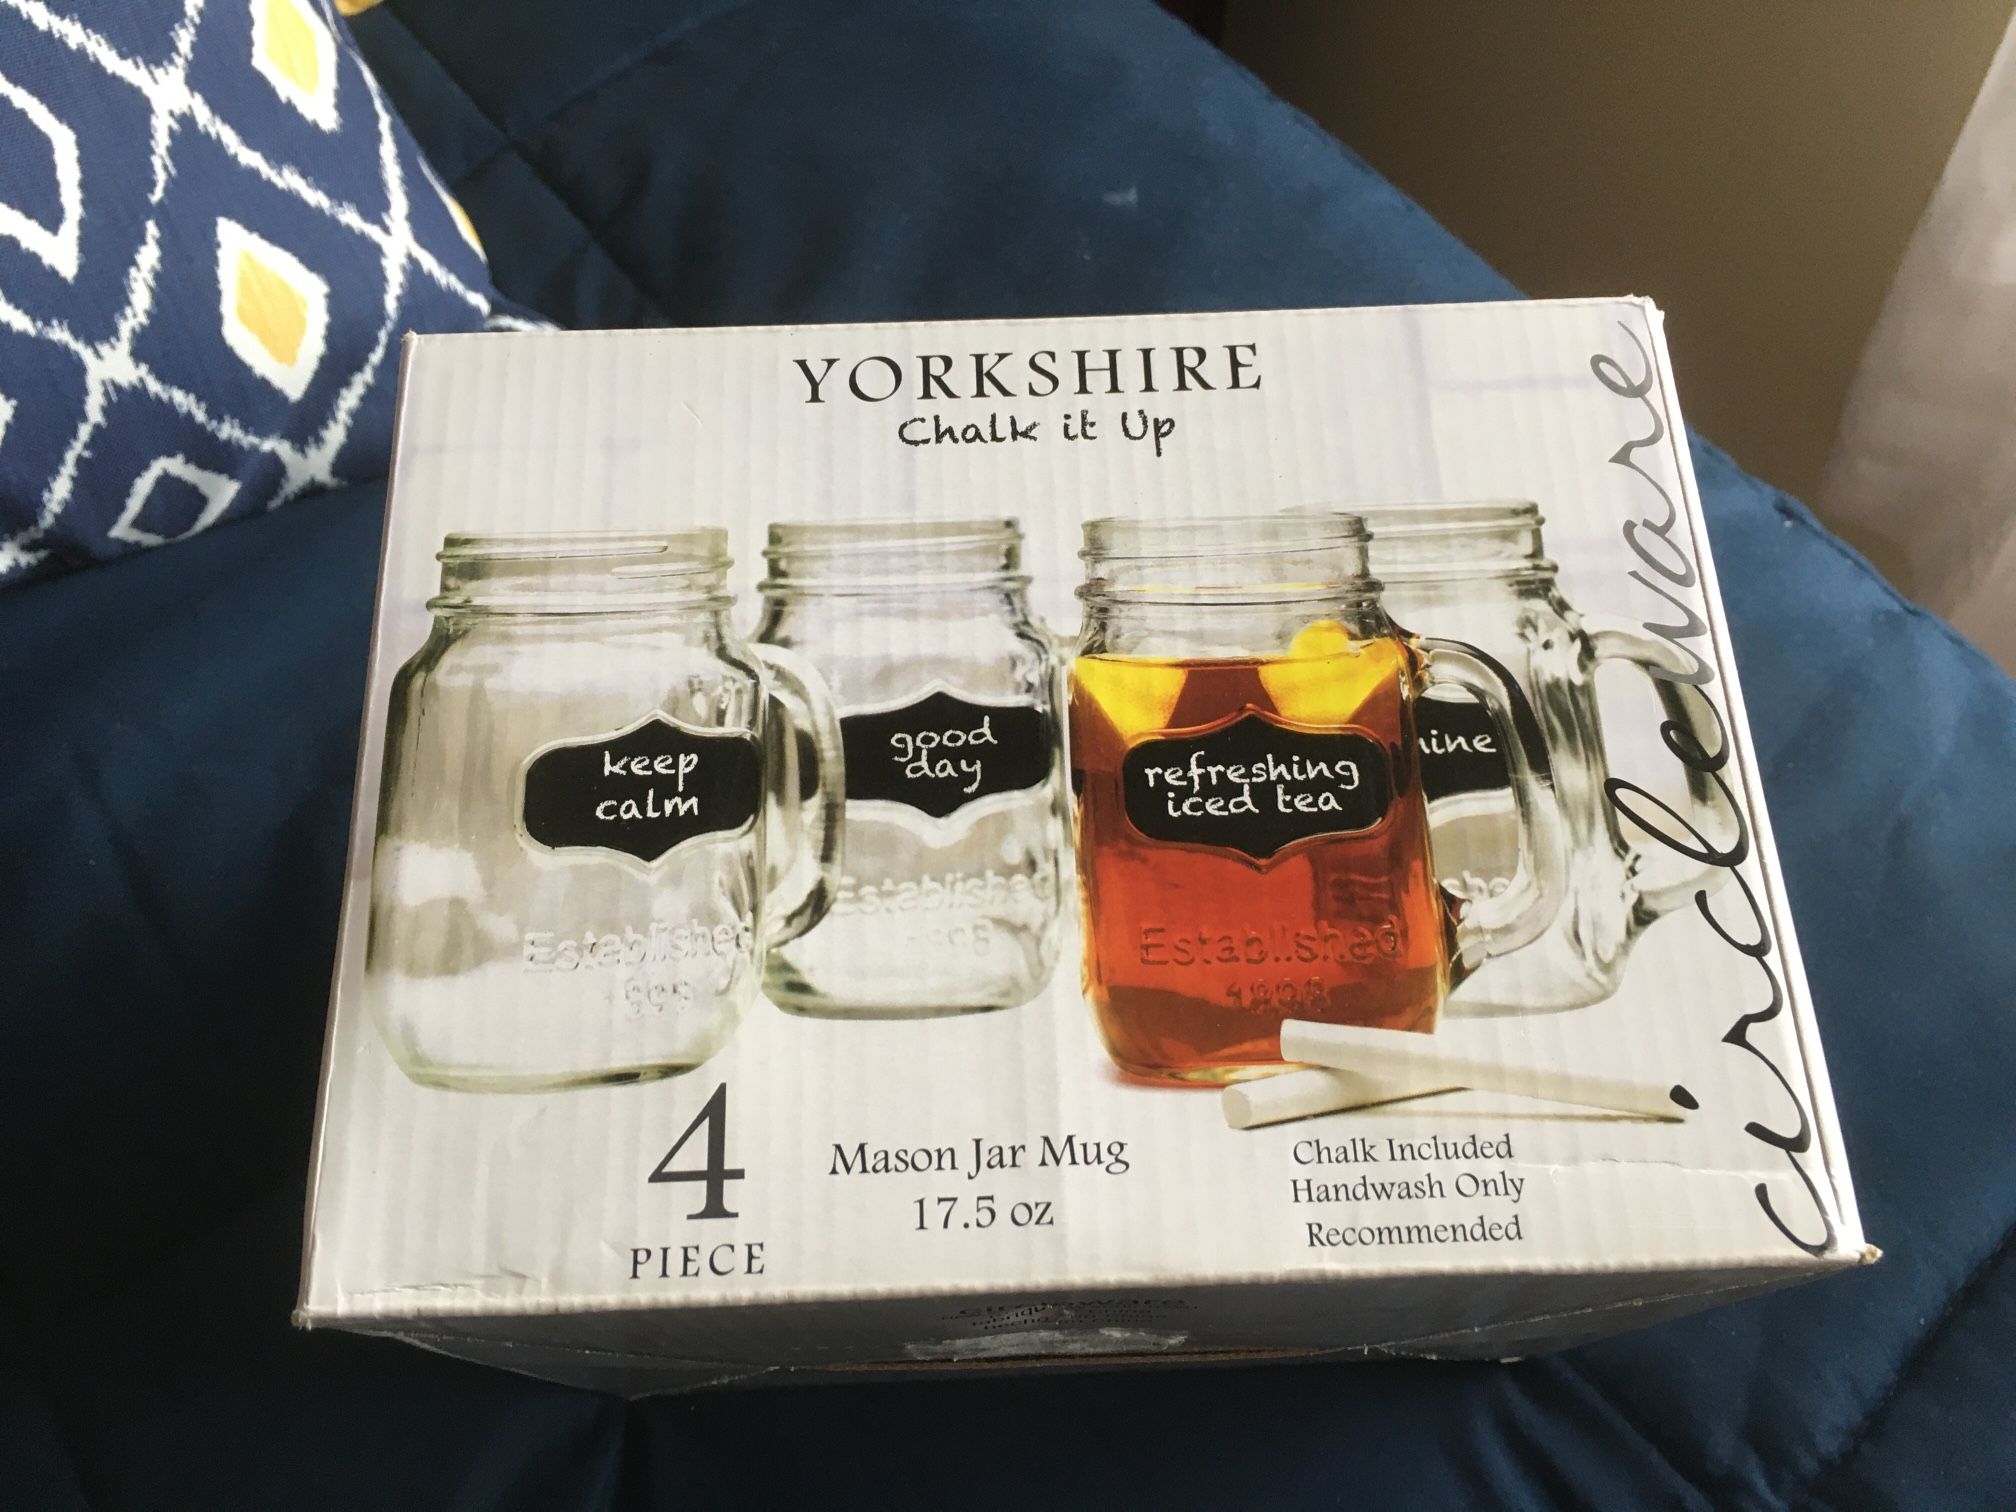 YORKSHIRE
Chalk it Up
circleware
keep
calm
good
day
refreshing
iced tea
Established
Established
Established
1898
4
PIECE
Mason Jar Mug
17.5 oz
Chalk Included
Handwash Only
Recommended
circleware